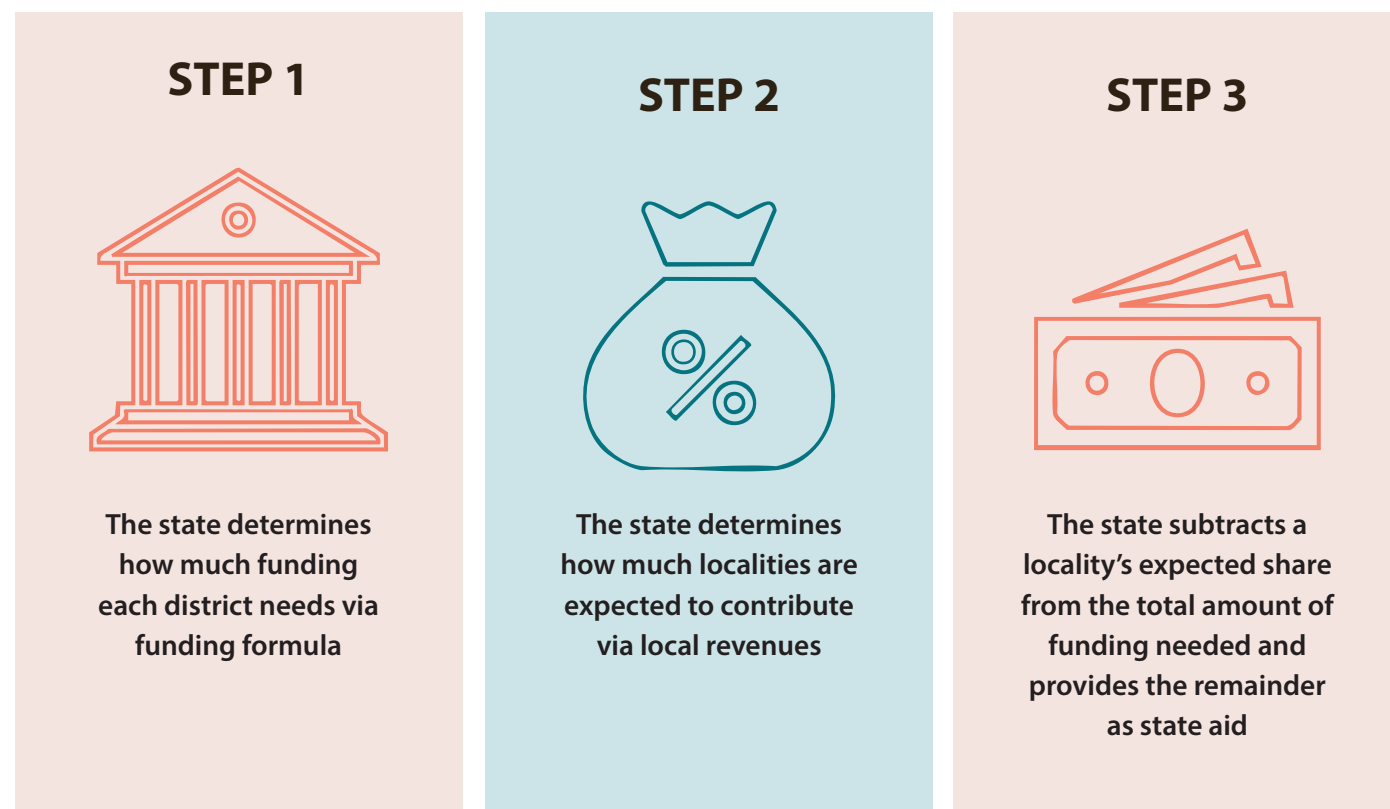 STEP 1
The state determines
how much funding
each district needs via
funding formula
STEP 2
The state determines
how much localities are
expected to contribute
via local revenues
STEP 3
The state subtracts a
locality’s expected share
from the total amount of
funding needed and
provides the remainder
as state aid